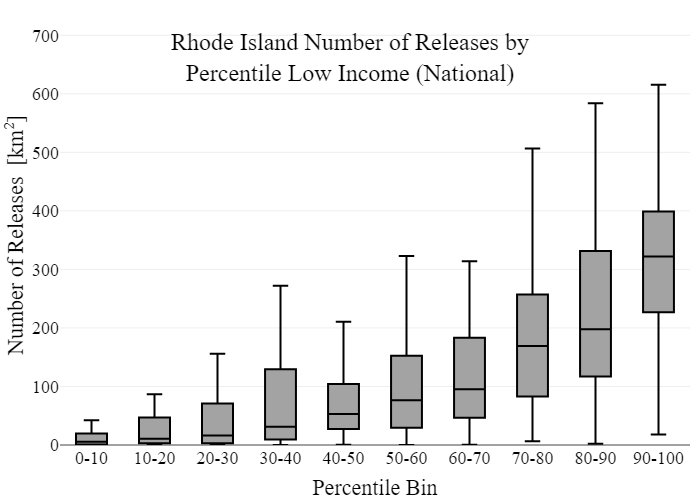 Rhode Island Number of Releases by
Percentile Low Income (National)
Number of Releases [km²]
700
600
500
400
300
200
100
0
0-10 10-20 20-30 30-40 40-50 50-60 60-70 70-80 80-90 90-100
Percentile Bin